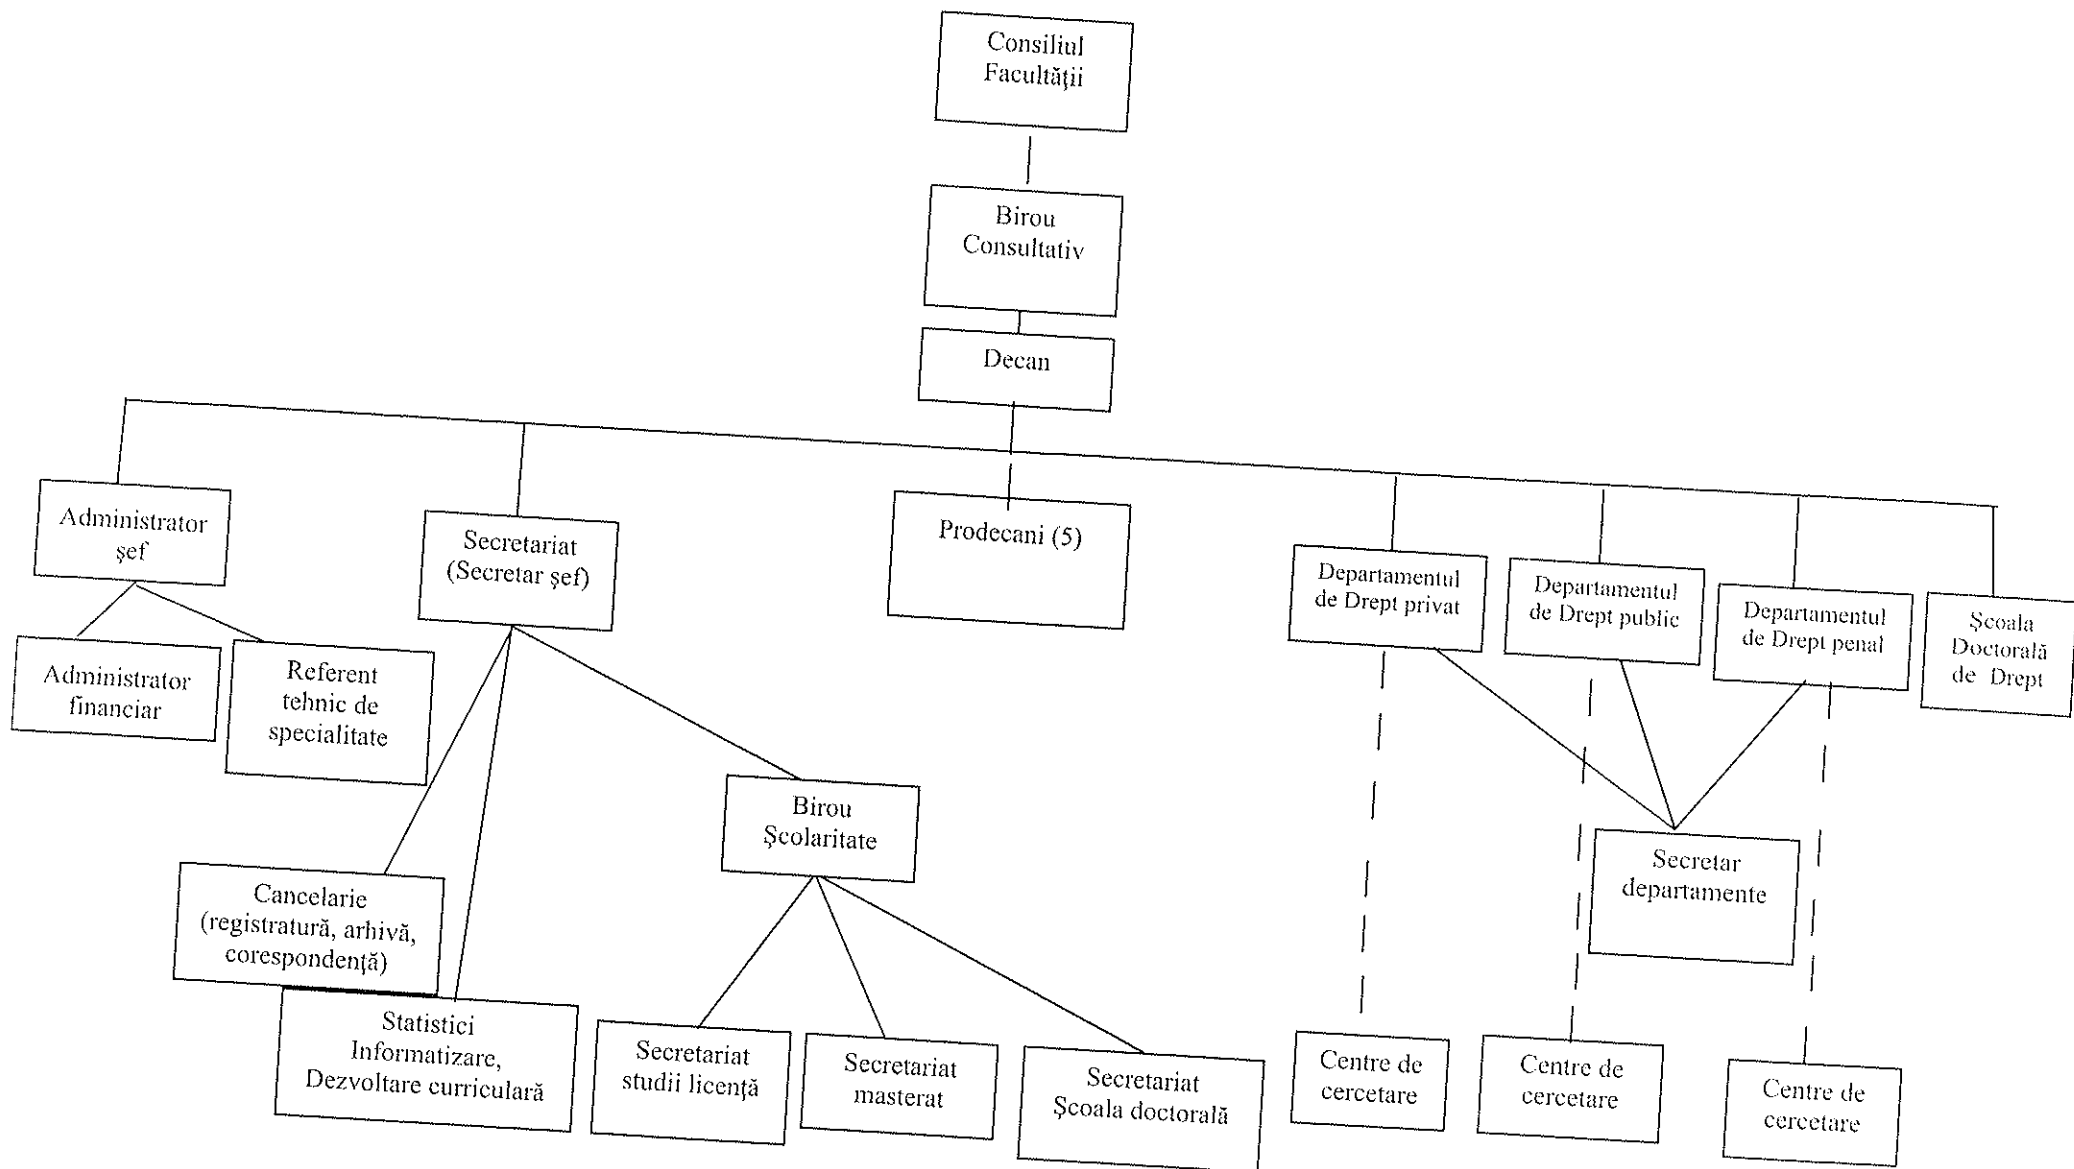 Consiliul
Facultăţii
Birou
Consultativ
Decan
Administrator
şef
Secretariat
(Secretar şef)
Prodecani (5)
Departamentul
de Drept privat
Departamentul
de Drept public
Departamentul
de Drept penal
Şcoala
Doctorală
de Drept
Administrator
financiar
Referent
tehnic de
specialitate
Birou
Şcolaritate
Secretar
departamente
Cancelarie
(registratură, arhivă,
corespondenţă)
Statistici
Informatizare,
Dezvoltare curriculară
Secretariat
studii licenţă
Secretariat
masterat
Secretariat
Şcoala doctorală
Centre de
cercetare
Centre de
cercetare
Centre de
cercetare